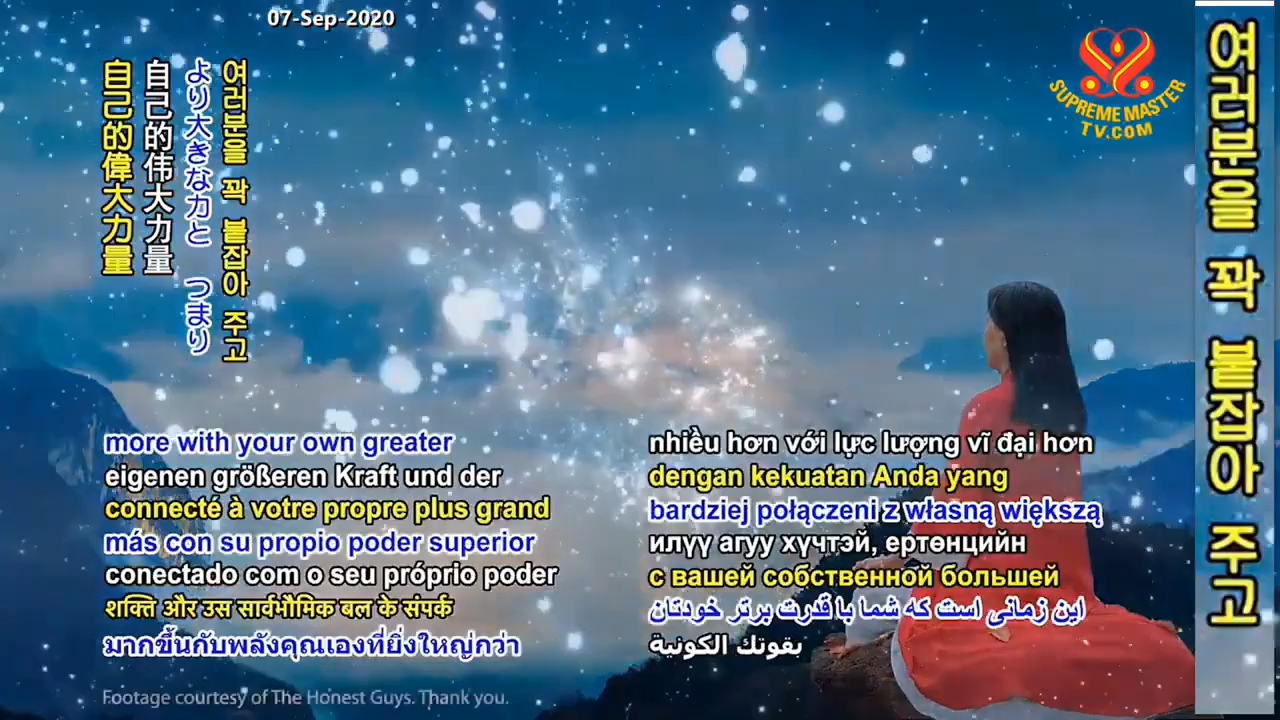 07-Sep-2020
SUPREME MASTER
TV.COM
여러분을 꽉 붙잡아 주고
여러분을 꽉 붙잡아 주고
より大きな力と つまり
自己的伟大力量
自己的偉大力量
more with your own greater
eigenen größeren Kraft und der
connecté à votre propre plus grand
más con su propio poder superior
conectado com o seu próprio poder
शक्ति और उस सार्वभौमिक बल के संपर्क
มากขึ้นกับพลังคุณเองที่ยิ่งใหญ่กว่า
nhiều hơn với lực lượng vĩ đại hơn
dengan kekuatan Anda yang
bardziej połączeni z własną większą
илүү агуу хүчтэй, ертөнцийн
с вашей собственной большей
این زمانی است که شما با قدرت برتر خودتان
بقوتك الكونية
Footage courtesy of The Honest Guys. Thank you.